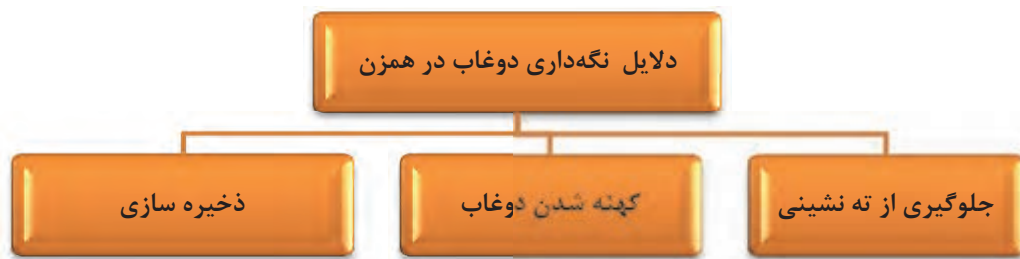 دلایل نگه‌داری دوغاب در همزن
جلوگیری از ته نشینی
کهنه شدن دوغاب
ذخیره سازی